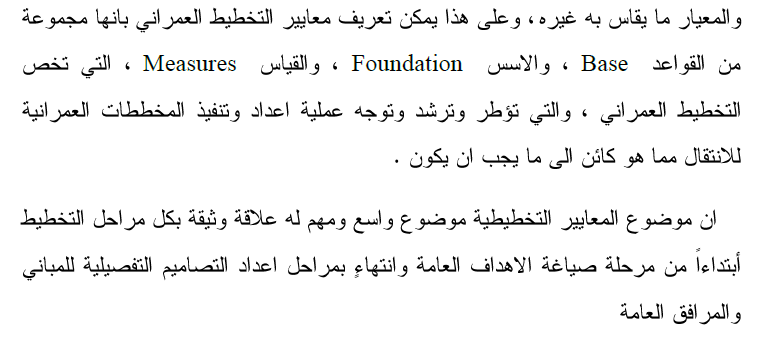 والمعيار ما يقاس به غيره، وعلى هذا يمكن تعريف معايير التخطيط العمراني بانها مجموعة
من القواعد Base ، والاسس Foundation ، والقياس Measures ، التي تخص
التخطيط العمراني ، والتي تؤطر وترشد وتوجه عملية اعداد وتنفيذ المخططات العمرانية
للانتقال مما هو كائن الى ما يجب ان يكون .
ان موضوع المعايير التخطيطية موضوع واسع ومهم له علاقة وثيقة بكل مراحل التخطيط
أبتداءاً من مرحلة صياغة الاهداف العامة وانتهاءٍ بمراحل اعداد التصاميم التفصيلية للمباني
والمرافق العامة